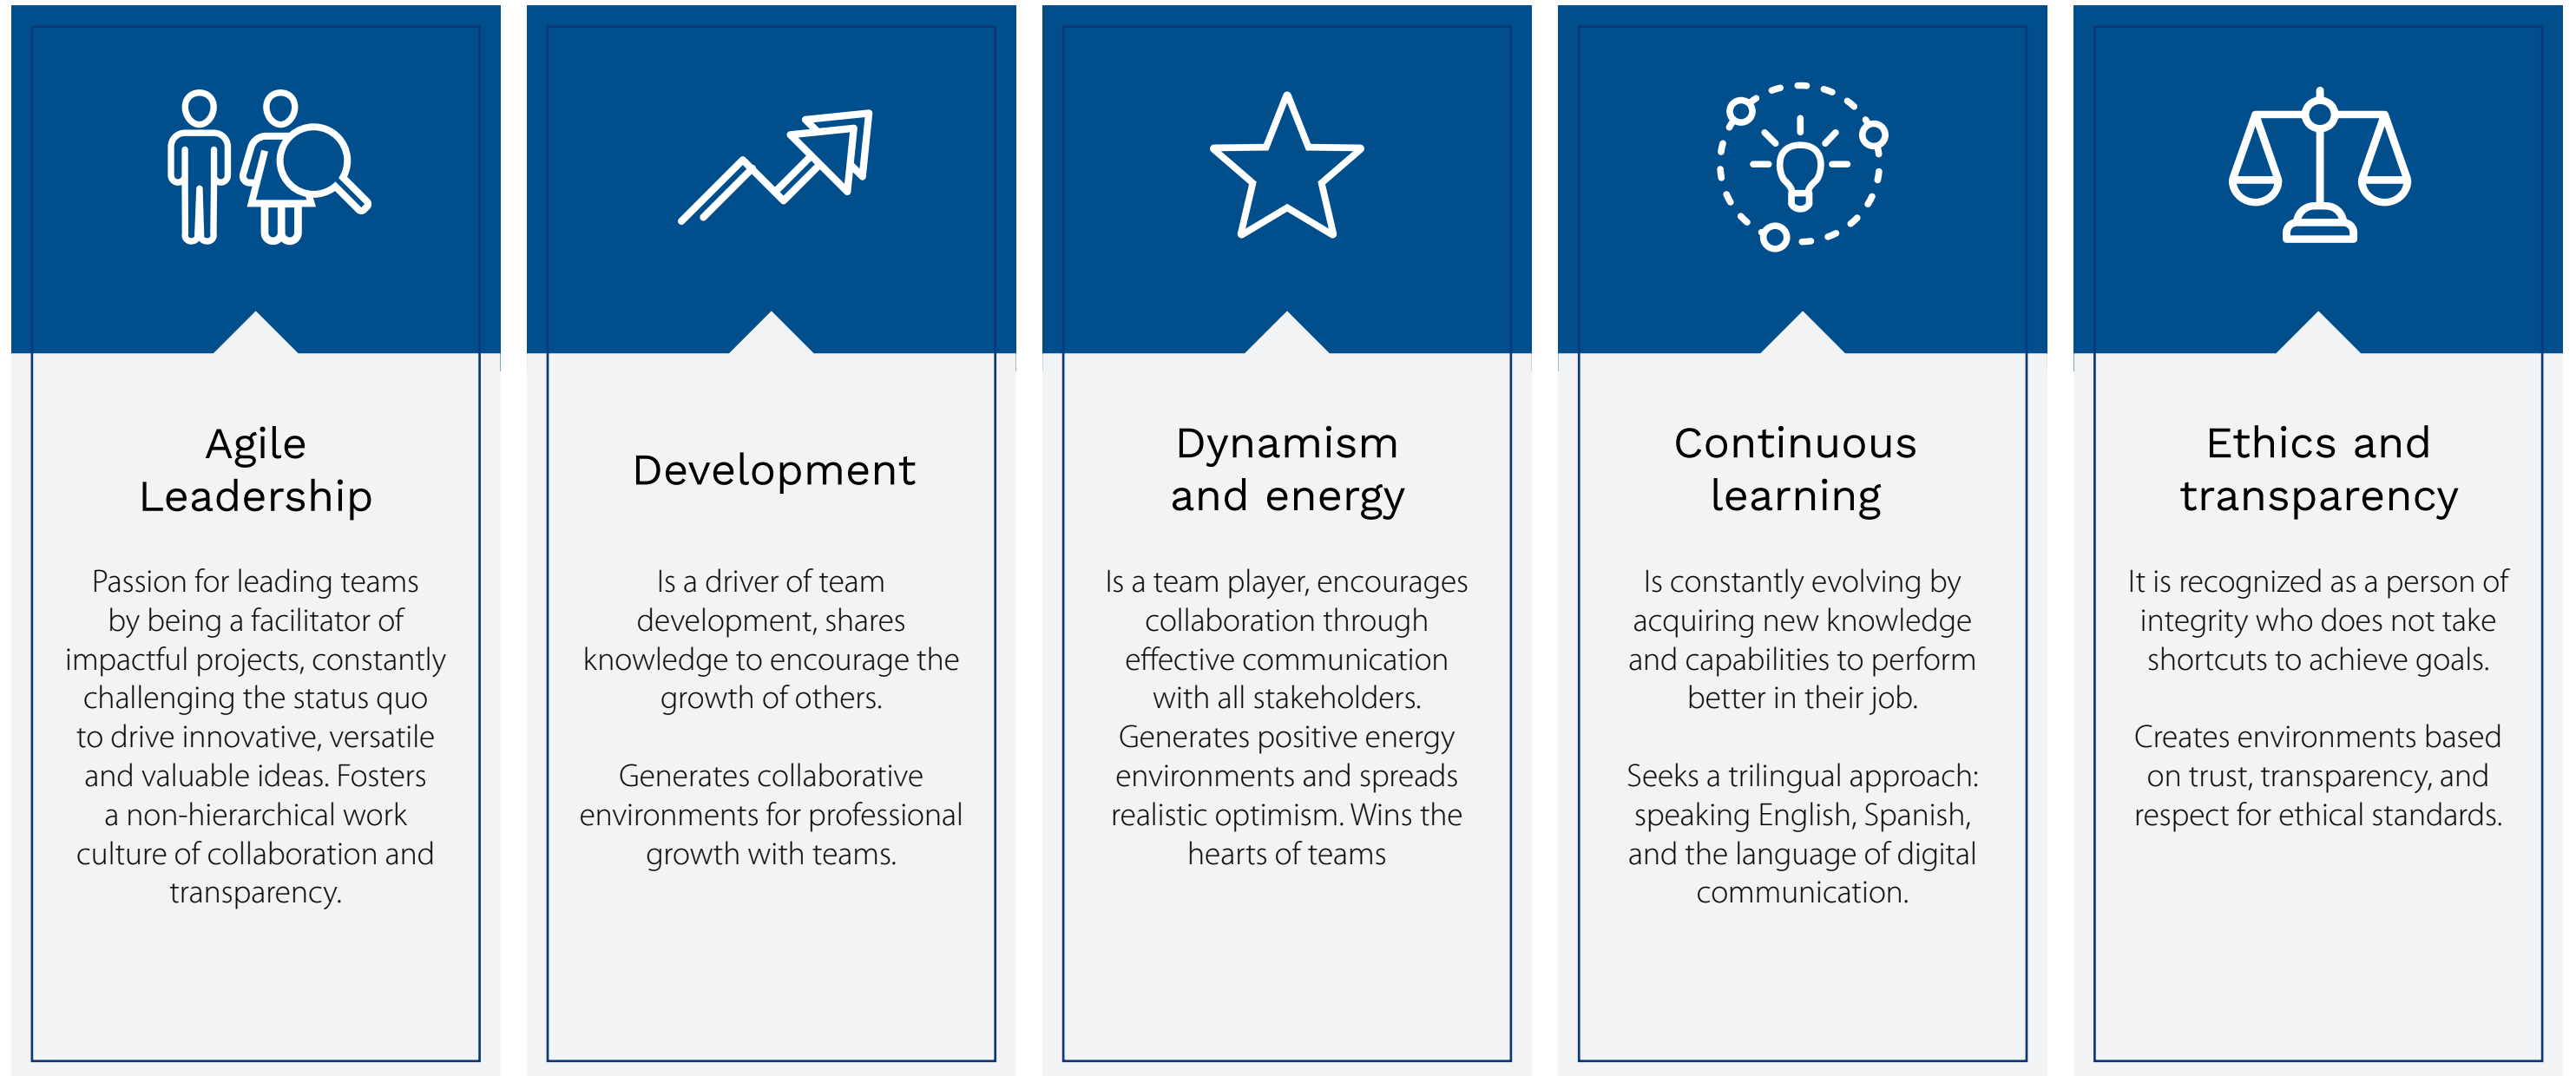 Agile
Leadership
Passion for leading teams
by being a facilitator of
impactful projects, constantly
challenging the status quo
to drive innovative, versatile
and valuable ideas. Fosters
a non-hierarchical work
culture of collaboration and
transparency.
Development
Is a driver of team
development, shares
knowledge to encourage the
growth of others.
Generates collaborative
environments for professional
growth with teams.
Dynamism
and energy
Is a team player, encourages
collaboration through
effective communication
with all stakeholders.
Generates positive energy
environments and spreads
realistic optimism. Wins the
hearts of teams
Continuous
learning
Is constantly evolving by
acquiring new knowledge
and capabilities to perform
better in their job.
Seeks a trilingual approach:
speaking English, Spanish,
and the language of digital
communication.
Ethics and
transparency
It is recognized as a person of
integrity who does not take
shortcuts to achieve goals.
Creates environments based
on trust, transparency, and
respect for ethical standards.